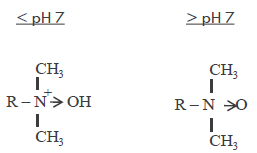 < pH 7 > pH 7
CH₃ CH₃
R–N⁺→OH R–N→O
CH₃ CH₃